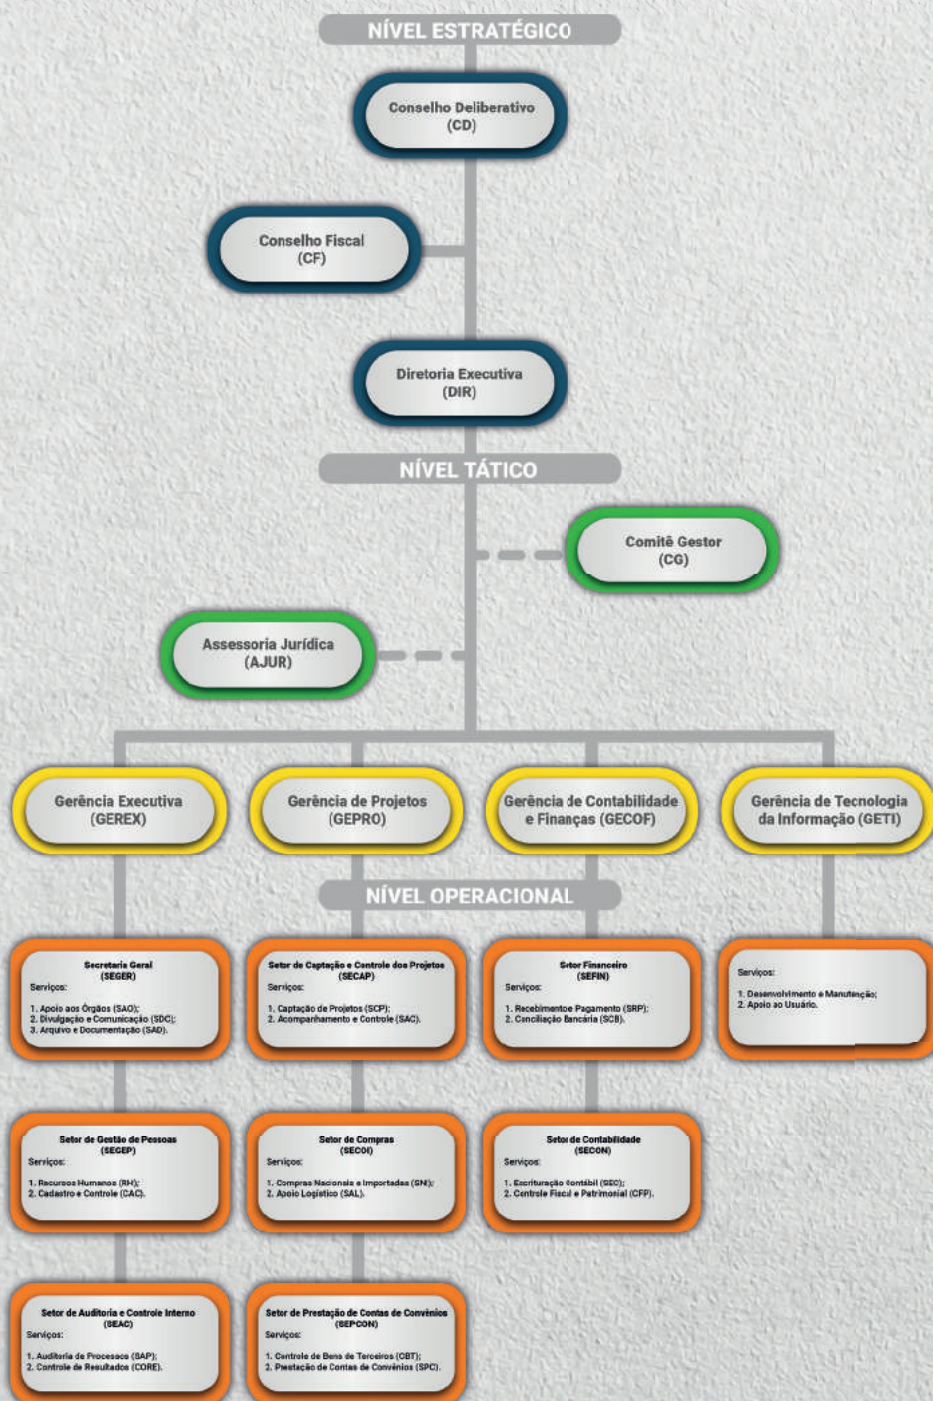 NÍVEL ESTRATÉGICO
Conselho Deliberativo
(CD)
Conselho Fiscal
(CF)
Diretoria Executiva
(DIR)
NÍVEL TÁTICO
Comitê Gestor
(CG)
Assessoria Jurídica
(AJUR)
Gerência Executiva
(GEREX)
Gerência de Projetos
(GEPRO)
Gerência de Contabilidade
e Finanças (GECOF)
Gerência de Tecnologia
da Informação (GETI)
NÍVEL OPERACIONAL
Secretaria Geral
(SEGER)
Serviços:
1. Apoio aos Órgãos (SAO);
2. Divulgação e Comunicação (SDC);
3. Arquivo e Documentação (SAD).
Setor de Captação e Controle dos Projetos
(SECAP)
Serviços:
1. Captação de Projetos (SCP);
2. Acompanhamento e Controle (SAC).
Setor Financeiro
(SEFIN)
Serviços:
1. Recebimentoe Pagamento (SRP);
2. Conciliação Bancária (SCB).
Serviços:
1. Desenvolvimento e Manutenção;
2. Apoio ao Usuário.
Setor de Gestão de Pessoas
(SEGEP)
Serviços:
1. Recursos Humanos (RH);
2. Cadastro e Controle (CAC).
Setor de Compras
(SECOI)
Serviços:
1. Compras Nacionais e Importadas (SNI);
2. Apoio Logístico (SAL).
Setor de Contabilidade
(SECON)
Serviços:
1. Escrituração Contábil (SEC);
2. Controle Fiscal e Patrimonial (CFP).
Setor de Auditoria e Controle Interno
(SEAC)
Serviços:
1. Auditoria de Processos (SAP);
2. Controle de Resultados (CORE).
Setor de Prestação de Contas de Convênios
(SEPCON)
Serviços:
1. Controle de Bens de Terceiros (CBT);
2. Prestação de Contas de Convênios (SPC).